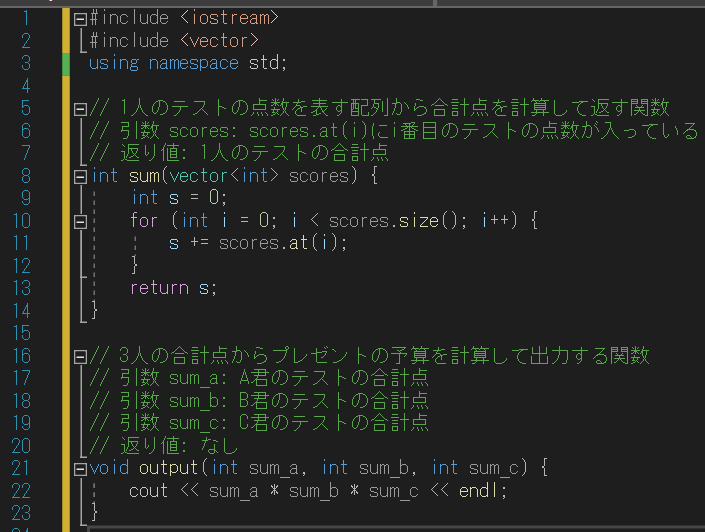 1 #include <iostream>
2 #include <vector>
3 using namespace std;
4
5 // 1人のテストの点数を表す配列から合計点を計算して返す関数
6 // 引数 scores: scores.at(i)にi番目のテストの点数が入っている
7 // 返り値: 1人のテストの合計点
8 int sum(vector<int> scores) {
9 int s = 0;
10 for (int i = 0; i < scores.size(); i++) {
11 s += scores.at(i);
12 }
13 return s;
14 }
15
16 // 3人の合計点からプレゼントの予算を計算して出力する関数
17 // 引数 sum_a: A君のテストの合計点
18 // 引数 sum_b: B君のテストの合計点
19 // 引数 sum_c: C君のテストの合計点
20 // 返り値: なし
21 void output(int sum_a, int sum_b, int sum_c) {
22 cout << sum_a * sum_b * sum_c << endl;
23 }